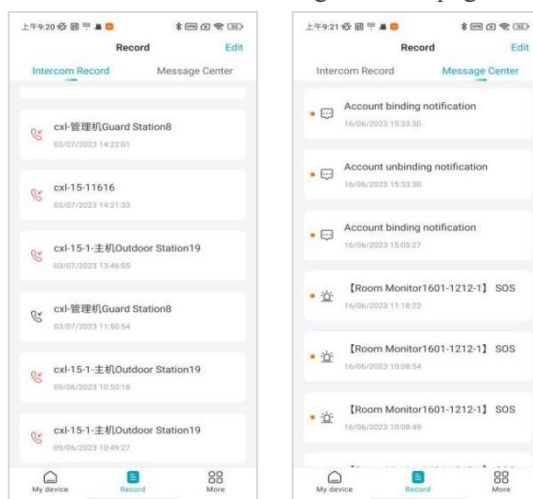 上午9:20
Record
Edit
Intercom Record
Message Center
cxl-管理机Guard Station8
03/07/2023 14:22:01
cxl-15-11616
03/07/2023 14:21:33
cxl-15-1-主机Outdoor Station19
03/07/2023 13:46:05
cxl-管理机Guard Station8
03/07/2023 11:50:54
cxl-15-1-主机Outdoor Station19
09/06/2023 10:50:18
cxl-15-1-主机Outdoor Station19
09/06/2023 10:49:27
My device
Record
More
上午9:21
Record
Edit
Intercom Record
Message Center
Account binding notification
16/06/2023 15:33:30
Account unbinding notification
16/06/2023 15:33:30
Account binding notification
16/06/2023 15:05:27
【Room Monitor1601-1212-1】 SOS
16/06/2023 11:18:22
【Room Monitor1601-1212-1】 SOS
16/06/2023 10:08:54
【Room Monitor1601-1212-1】 SOS
16/06/2023 10:08:49
My device
Record
More